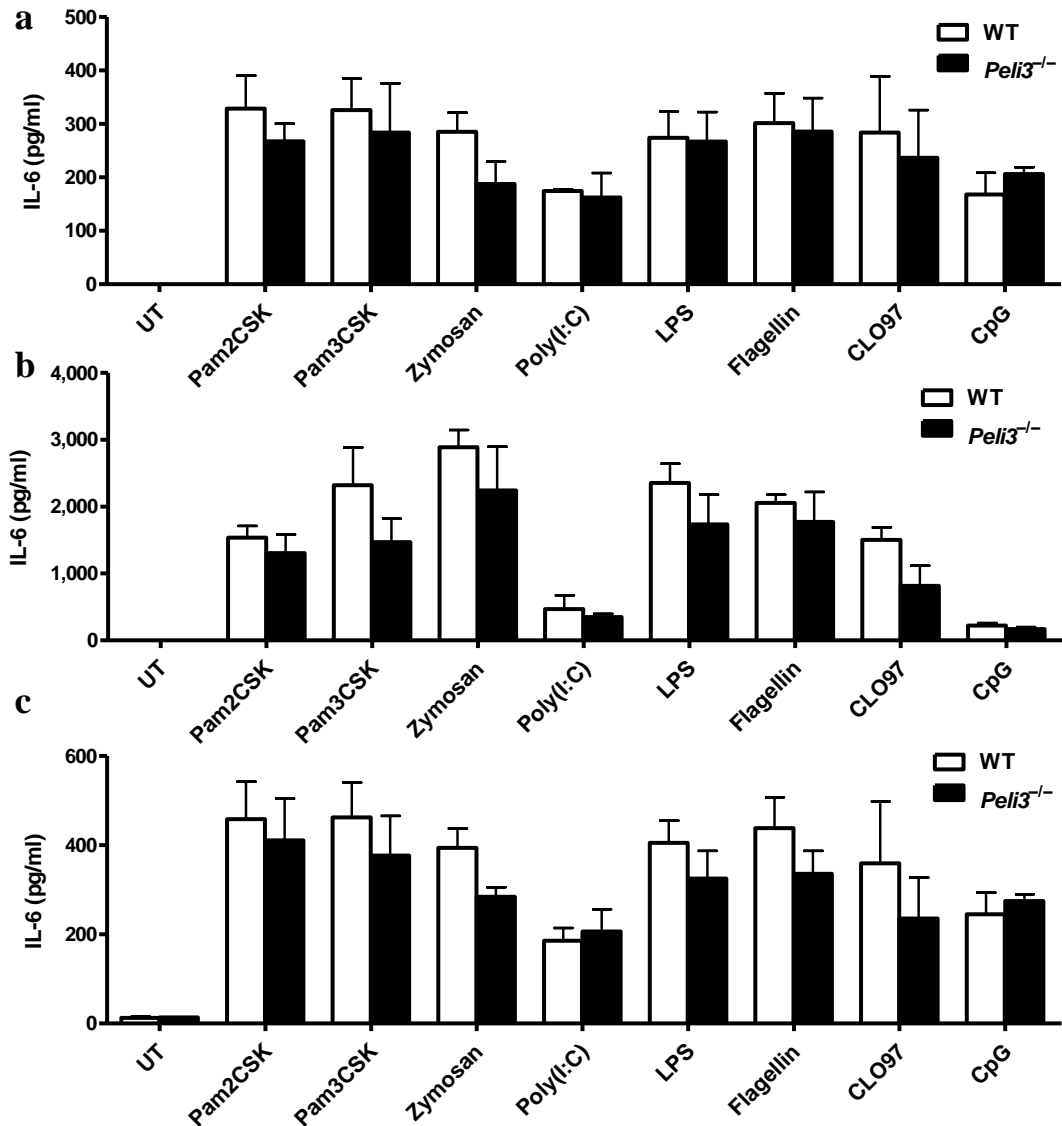 a
500
400
300
200
100
0
IL-6 (pg/ml)
WT
Peli3–/–
UT
Pam2CSK
Pam3CSK
Zymosan
Poly(I:C)
LPS
Flagellin
CLO97
CpG
b
4,000
3,000
2,000
1,000
0
IL-6 (pg/ml)
WT
Peli3–/–
UT
Pam2CSK
Pam3CSK
Zymosan
Poly(I:C)
LPS
Flagellin
CLO97
CpG
c
600
400
200
0
IL-6 (pg/ml)
WT
Peli3–/–
UT
Pam2CSK
Pam3CSK
Zymosan
Poly(I:C)
LPS
Flagellin
CLO97
CpG